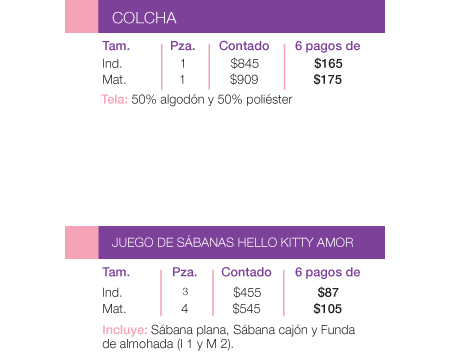 COLCHA
Tam. Pza. Contado 6 pagos de
Ind. 1 $845 $165
Mat. 1 $909 $175
Tela: 50% algodón y 50% poliéster
JUEGO DE SÁBANAS HELLO KITTY AMOR
Tam. Pza. Contado 6 pagos de
Ind. 3 $455 $87
Mat. 4 $545 $105
Incluye: Sábana plana, Sábana cajón y Funda
de almohada (I 1 y M 2).